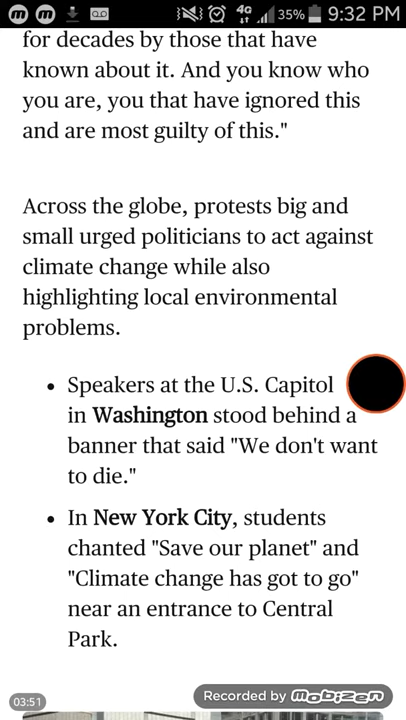 4G 35% 9:32 PM
for decades by those that have
known about it. And you know who
you are, you that have ignored this
and are most guilty of this."
Across the globe, protests big and
small urged politicians to act against
climate change while also
highlighting local environmental
problems.
• Speakers at the U.S. Capitol
in Washington stood behind a
banner that said "We don't want
to die."
• In New York City, students
chanted "Save our planet" and
"Climate change has got to go"
near an entrance to Central
Park.
03:51
Recorded by mobizen